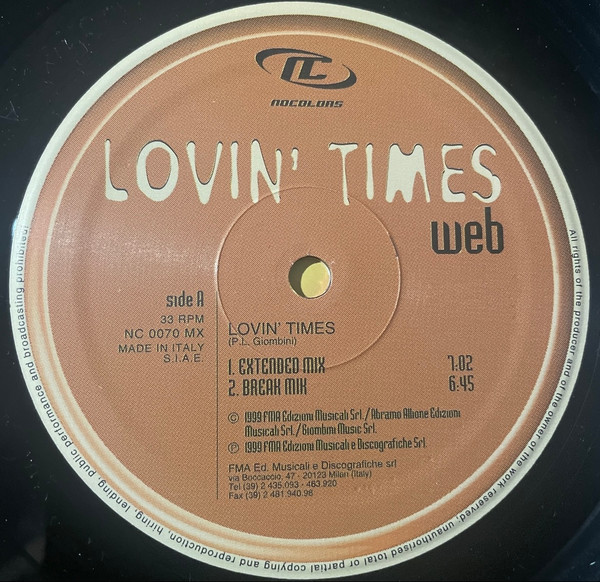 NC
NOCOLORS
LOVIN' TIMES
web
side A
33 RPM
NC 0070 MX
MADE IN ITALY
S.I.A.E.
LOVIN' TIMES
(P.L. Giombini)
1. EXTENDED MIX 7:02
2. BREAK MIX 6:45
© 1999 FMA Edizioni Musicali Srl. / Abramo Allione Edizioni
Musicali Srl. / Giombini Music Srl.
℗ 1999 FMA Edizioni Musicali e Discografiche Srl.
FMA Ed. Musicali e Discografiche srl
via Boccaccio, 47 - 20123 Milan (Italy)
Tel (39) 2 435.093 - 463.920
Fax (39) 2 481.940.96
All rights of the producer and of the owner of the work reserved, unauthorised total or partial copying and reproduction, hiring, lending, public performance and broadcasting prohibited.